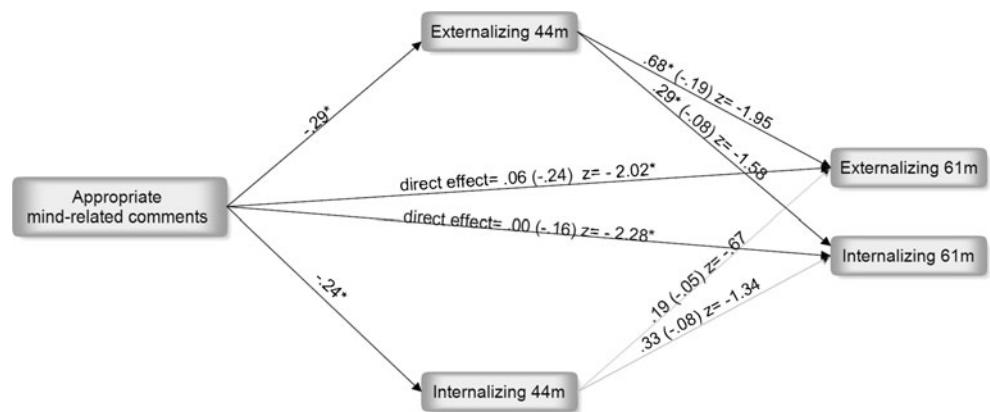 Externalizing 44m
-.29*
.68* (-.19) z= -1.95
.29* (-.08) z= -1.58
Externalizing 61m
direct effect= .06 (-.24) z= - 2.02*
Appropriate
mind-related comments
direct effect= .00 (-.16) z= - 2.28*
Internalizing 61m
-.24*
.19 (-.05) z= -.67
.33 (-.08) z= -1.34
Internalizing 44m